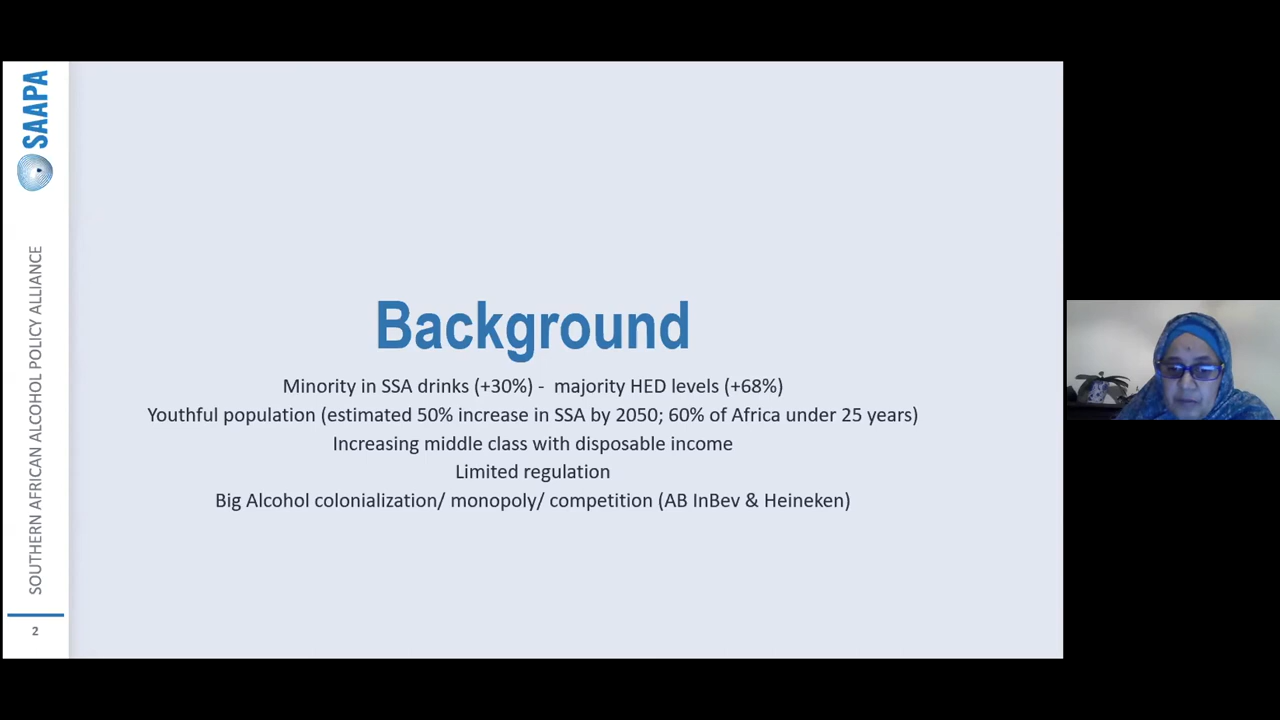 SAAPA
SOUTHERN AFRICAN ALCOHOL POLICY ALLIANCE
2
Background
Minority in SSA drinks (+30%) - majority HED levels (+68%)
Youthful population (estimated 50% increase in SSA by 2050; 60% of Africa under 25 years)
Increasing middle class with disposable income
Limited regulation
Big Alcohol colonialization/ monopoly/ competition (AB InBev & Heineken)